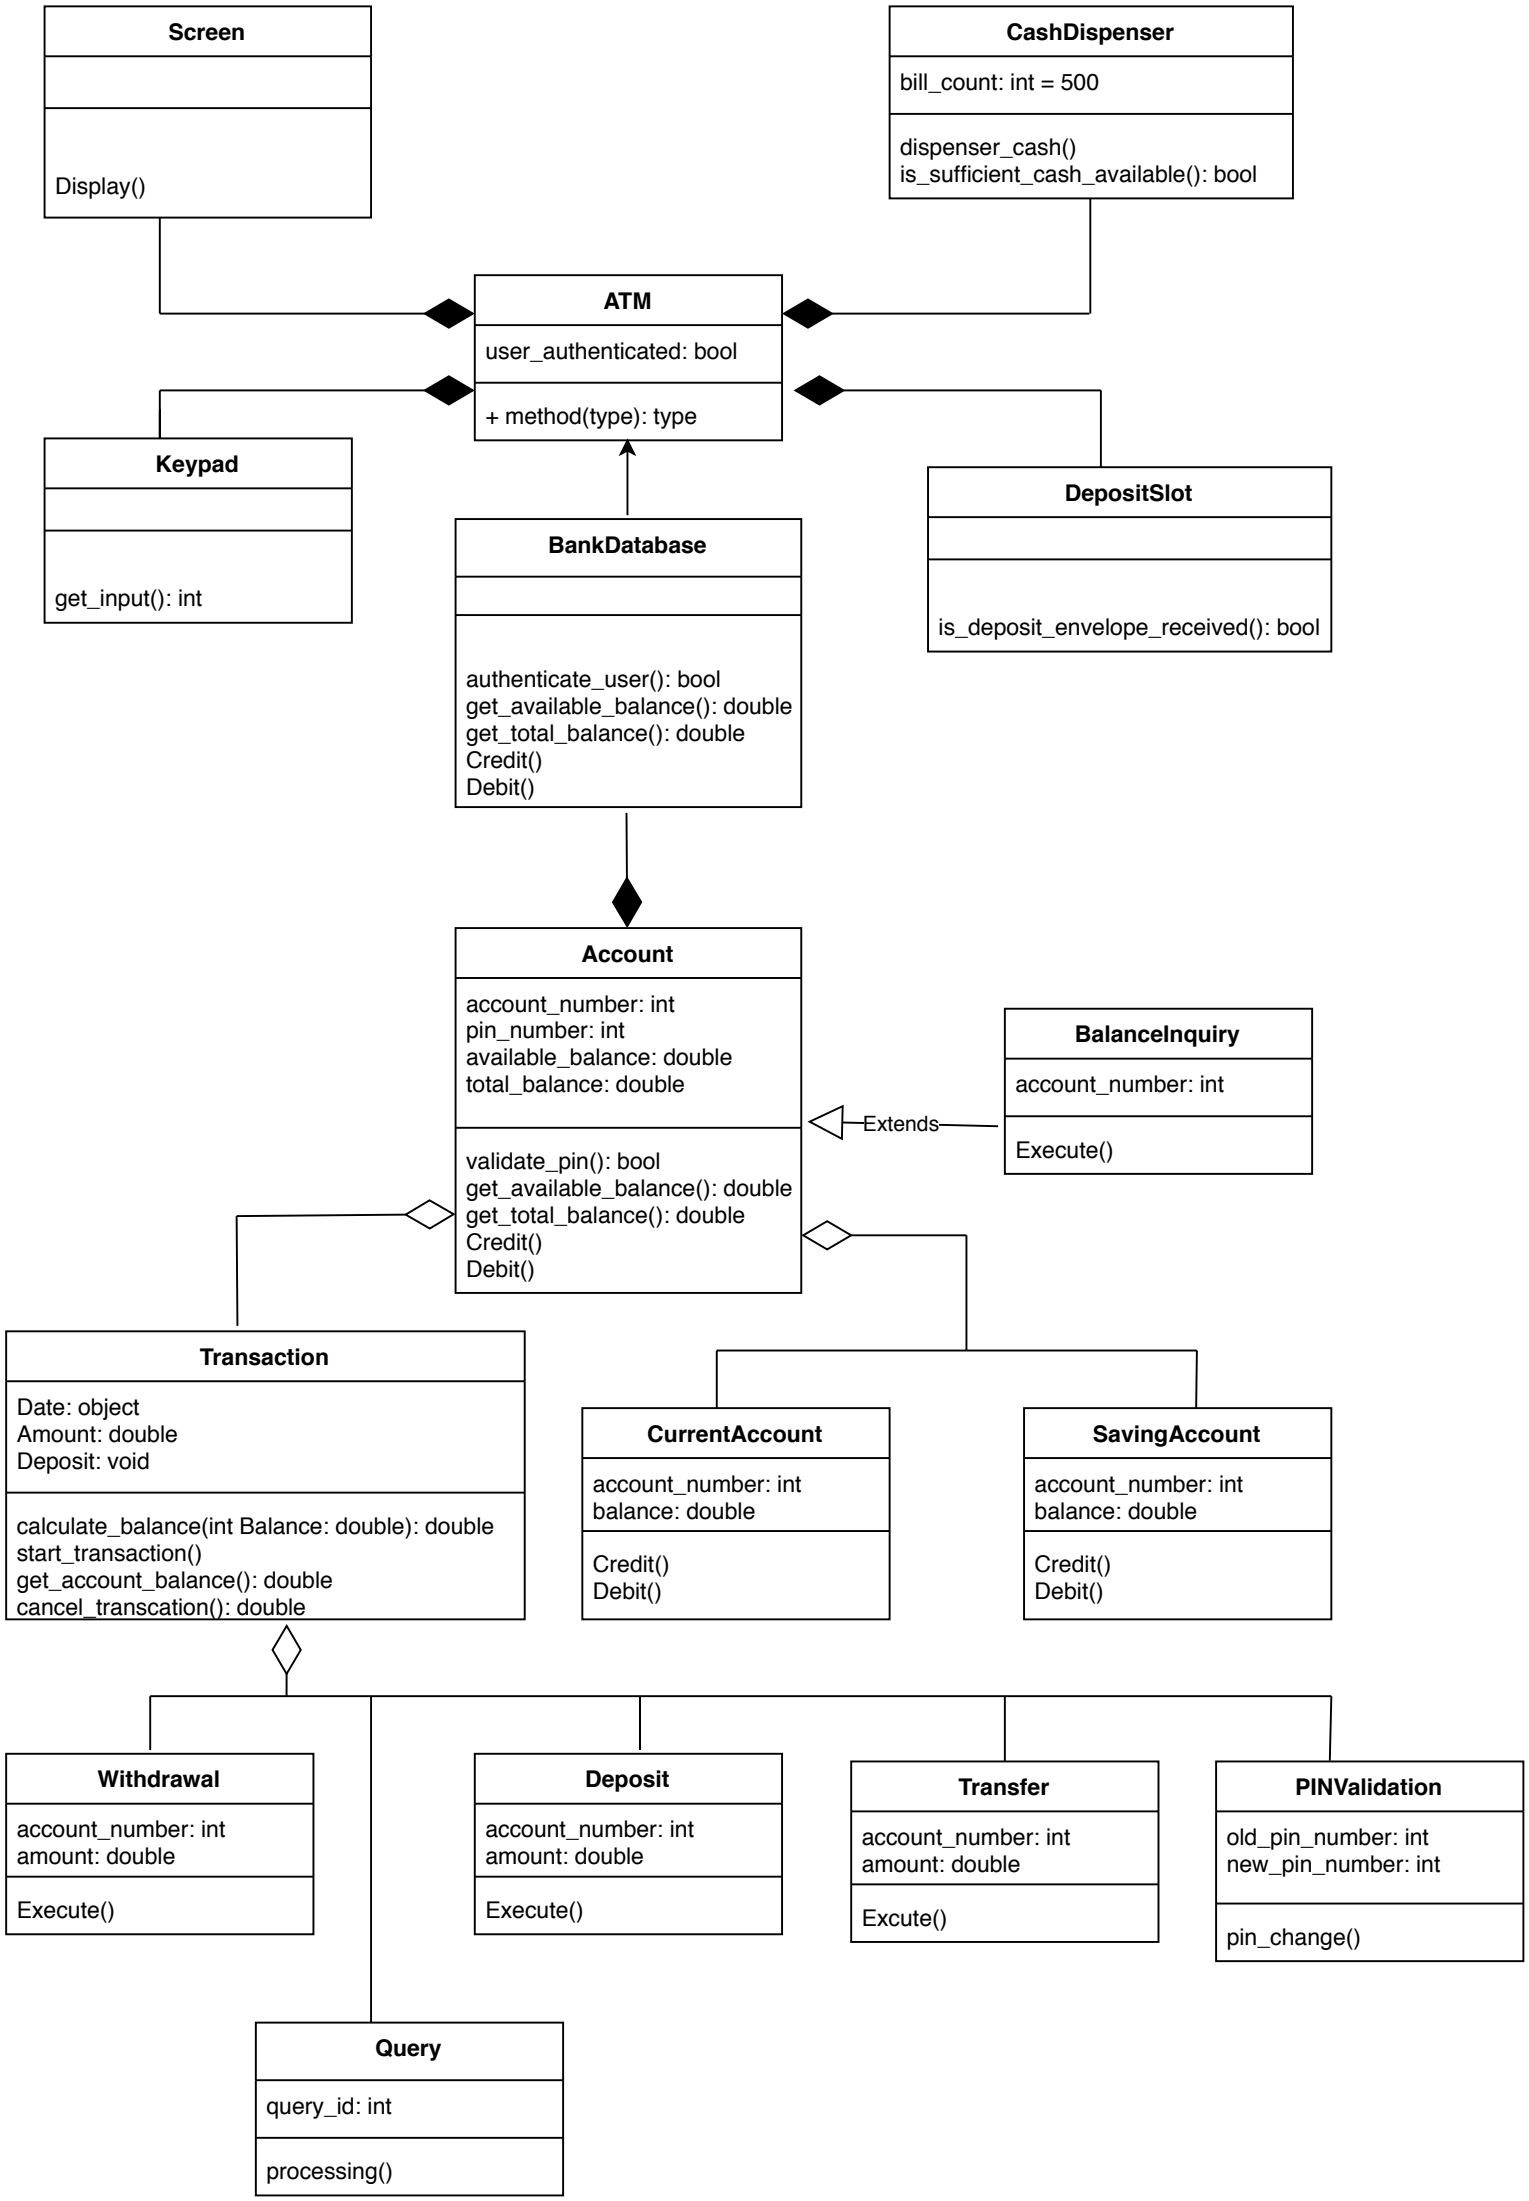 Screen
Display()
CashDispenser
bill_count: int = 500
dispenser_cash()
is_sufficient_cash_available(): bool
ATM
user_authenticated: bool
+ method(type): type
Keypad
get_input(): int
DepositSlot
is_deposit_envelope_received(): bool
BankDatabase
authenticate_user(): bool
get_available_balance(): double
get_total_balance(): double
Credit()
Debit()
Account
account_number: int
pin_number: int
available_balance: double
total_balance: double
validate_pin(): bool
get_available_balance(): double
get_total_balance(): double
Credit()
Debit()
Extends
BalanceInquiry
account_number: int
Execute()
Transaction
Date: object
Amount: double
Deposit: void
calculate_balance(int Balance: double): double
start_transaction()
get_account_balance(): double
cancel_transcation(): double
CurrentAccount
account_number: int
balance: double
Credit()
Debit()
SavingAccount
account_number: int
balance: double
Credit()
Debit()
Withdrawal
account_number: int
amount: double
Execute()
Deposit
account_number: int
amount: double
Execute()
Transfer
account_number: int
amount: double
Excute()
PINValidation
old_pin_number: int
new_pin_number: int
pin_change()
Query
query_id: int
processing()